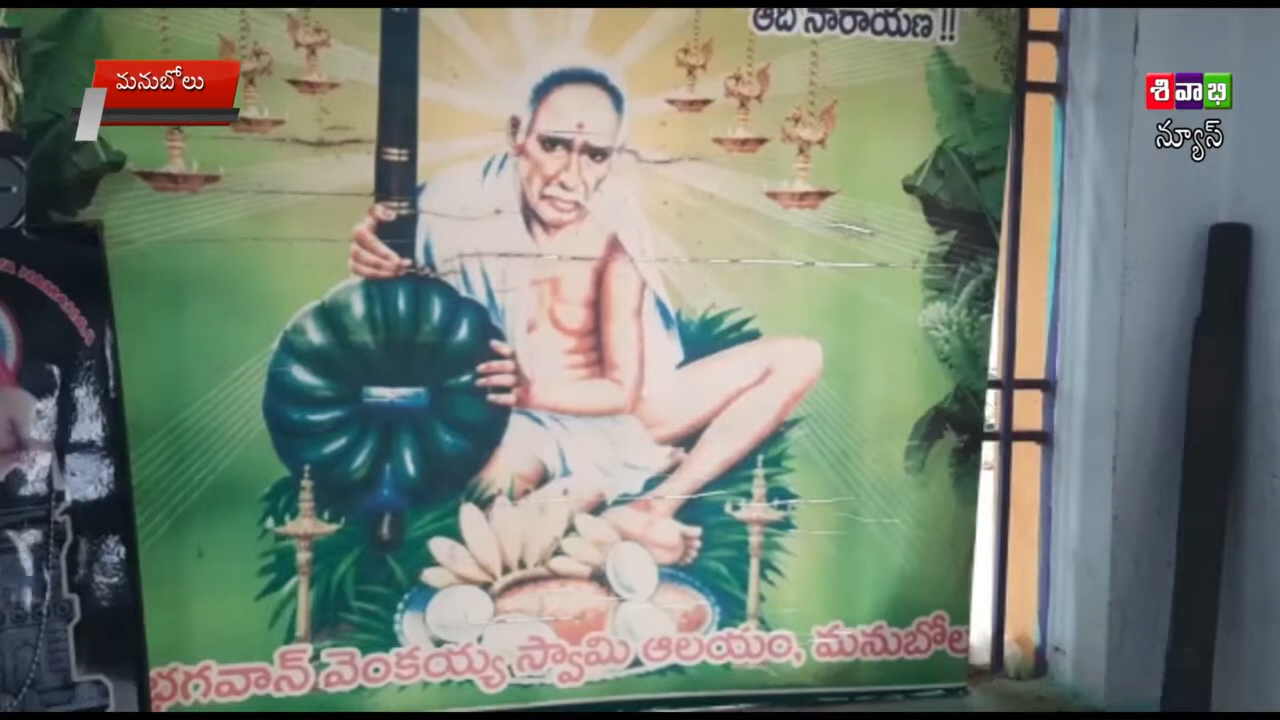 ఆది నారాయణ !!
మనుబోలు
శివాభి
న్యూస్
భగవాన్ వెంకయ్య స్వామి ఆలయం, మనుబోలు